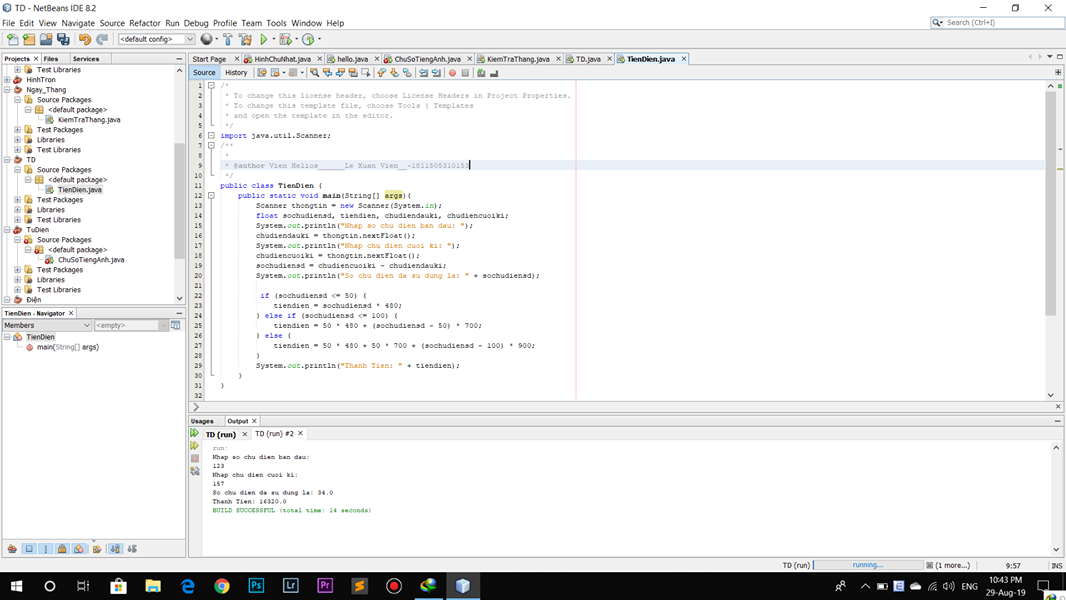 TD - NetBeans IDE 8.2
File Edit View Navigate Source Refactor Run Debug Profile Team Tools Window Help
Search (Ctrl+I)
<default config>
Projects Files Services
Test Libraries
HinhTron
Ngay_Thang
Source Packages
<default package>
KiemTraThang.java
Test Packages
Libraries
Test Libraries
TD
Source Packages
<default package>
TienDien.java
Test Packages
Libraries
Test Libraries
TuDien
Source Packages
<default package>
ChuSoTiengAnh.java
Test Packages
Libraries
Test Libraries
Điện
TienDien - Navigator
Members <empty>
TienDien
main(String[] args)
Start Page HinhChuNhat.java hello.java ChuSoTiengAnh.java KiemTraThang.java TD.java TienDien.java
Source History
1 /*
2 * To change this license header, choose License Headers in Project Properties.
3 * To change this template file, choose Tools | Templates
4 * and open the template in the editor.
5 */
6 import java.util.Scanner;
7 /**
8 *
9 * @author Vien Helios______Le Xuan Vien__-1811505310153
10 */
11 public class TienDien {
12 public static void main(String[] args){
13 Scanner thongtin = new Scanner(System.in);
14 float sochudiensd, tiendien, chudiendauki, chudiencuoiki;
15 System.out.println("Nhap so chu dien ban dau: ");
16 chudiendauki = thongtin.nextFloat();
17 System.out.println("Nhap chu dien cuoi ki: ");
18 chudiencuoiki = thongtin.nextFloat();
19 sochudiensd = chudiencuoiki - chudiendauki;
20 System.out.println("So chu dien da su dung la: " + sochudiensd);
21
22 if (sochudiensd <= 50) {
23 tiendien = sochudiensd * 480;
24 } else if (sochudiensd <= 100) {
25 tiendien = 50 * 480 + (sochudiensd - 50) * 700;
26 } else {
27 tiendien = 50 * 480 + 50 * 700 + (sochudiensd - 100) * 900;
28 }
29 System.out.println("Thanh Tien: " + tiendien);
30 }
31 }
32
Usages Output
TD (run) TD (run) #2
run:
Nhap so chu dien ban dau:
123
Nhap chu dien cuoi ki:
157
So chu dien da su dung la: 34.0
Thanh Tien: 16320.0
BUILD SUCCESSFUL (total time: 14 seconds)
TD (run) running... (1 more...) 9:57 INS
Ps Lr Pr
ENG
10:43 PM
29-Aug-19